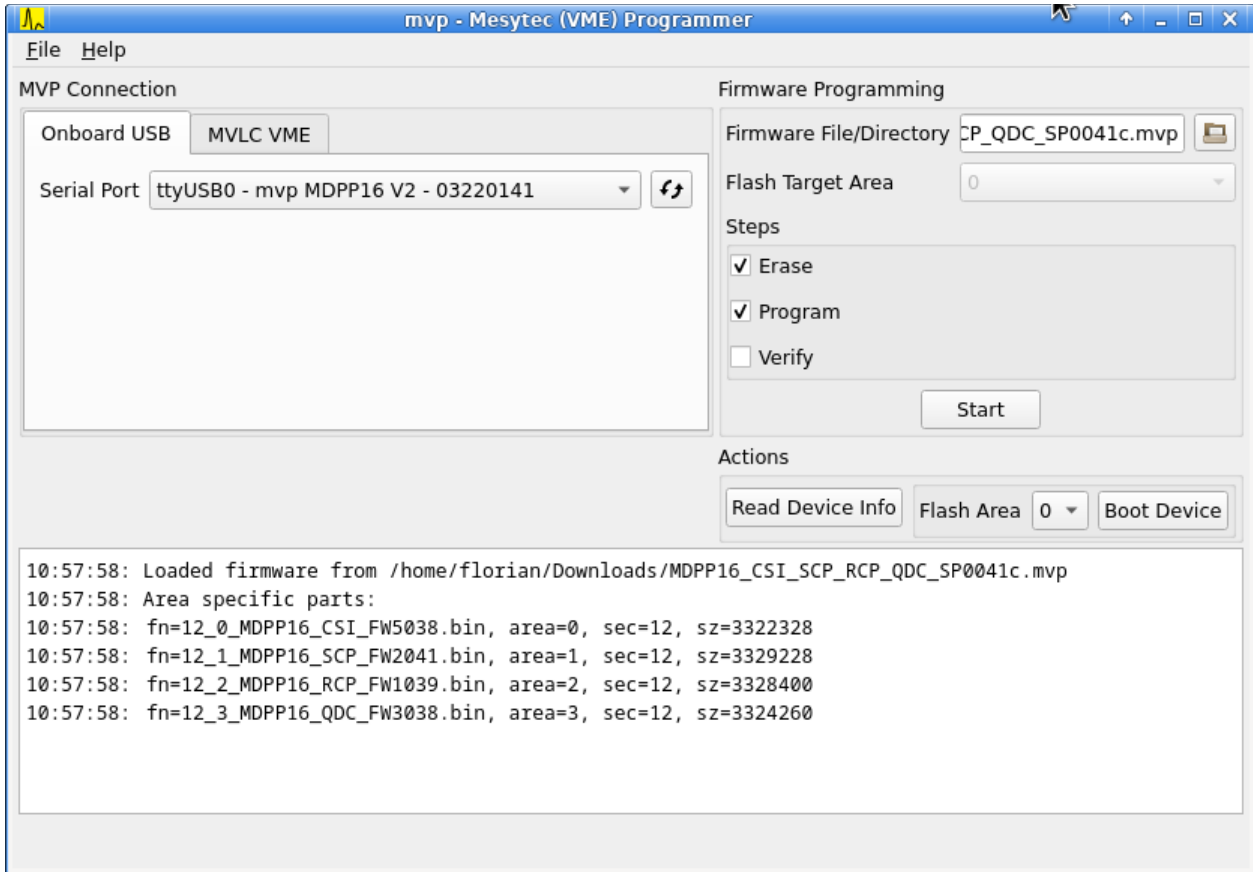 mvp - Mesytec (VME) Programmer
File Help
MVP Connection
Onboard USB MVLC VME
Serial Port ttyUSB0 - mvp MDPP16 V2 - 03220141
Firmware Programming
Firmware File/Directory CP_QDC_SP0041c.mvp
Flash Target Area 0
Steps
Erase
Program
Verify
Start
Actions
Read Device Info Flash Area 0 Boot Device
10:57:58: Loaded firmware from /home/florian/Downloads/MDPP16_CSI_SCP_RCP_QDC_SP0041c.mvp
10:57:58: Area specific parts:
10:57:58: fn=12_0_MDPP16_CSI_FW5038.bin, area=0, sec=12, sz=3322328
10:57:58: fn=12_1_MDPP16_SCP_FW2041.bin, area=1, sec=12, sz=3329228
10:57:58: fn=12_2_MDPP16_RCP_FW1039.bin, area=2, sec=12, sz=3328400
10:57:58: fn=12_3_MDPP16_QDC_FW3038.bin, area=3, sec=12, sz=3324260